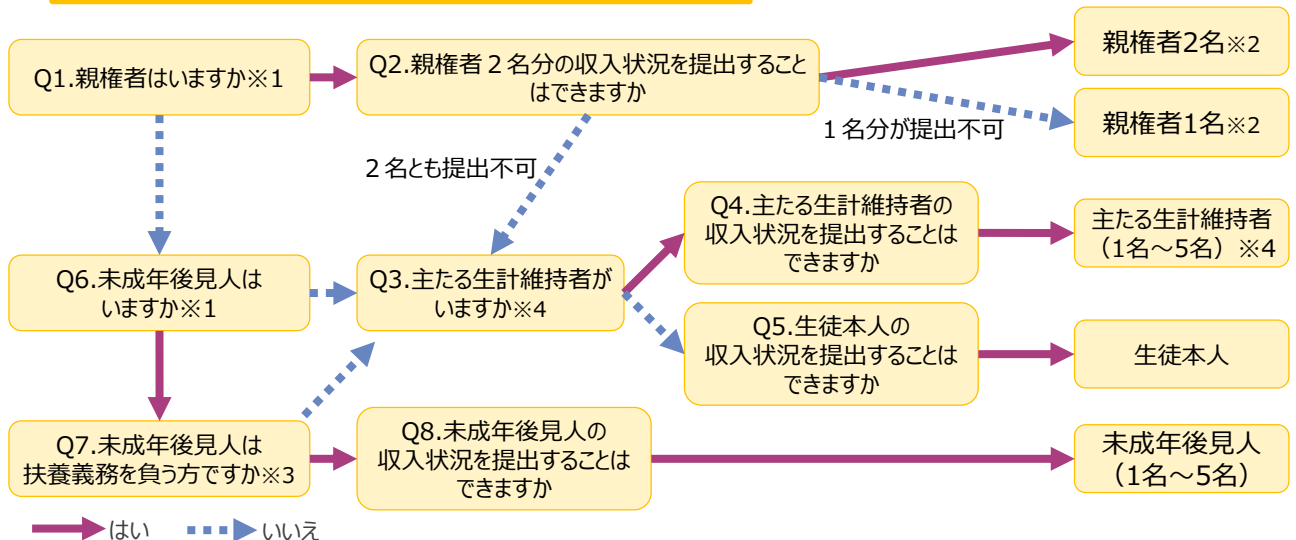 Q1.親権者はいますか※1
Q2.親権者２名分の収入状況を提出すること
はできますか
親権者2名※2
親権者1名※2
１名分が提出不可
２名とも提出不可
Q4.主たる生計維持者の
収入状況を提出することは
できますか
主たる生計維持者
（1名～5名）※4
Q6.未成年後見人は
いますか※1
Q3.主たる生計維持者が
いますか※4
Q5.生徒本人の
収入状況を提出することは
できますか
生徒本人
Q7.未成年後見人は
扶養義務を負う方ですか※3
Q8.未成年後見人の
収入状況を提出することは
できますか
未成年後見人
（1名～5名）
はい
いいえ